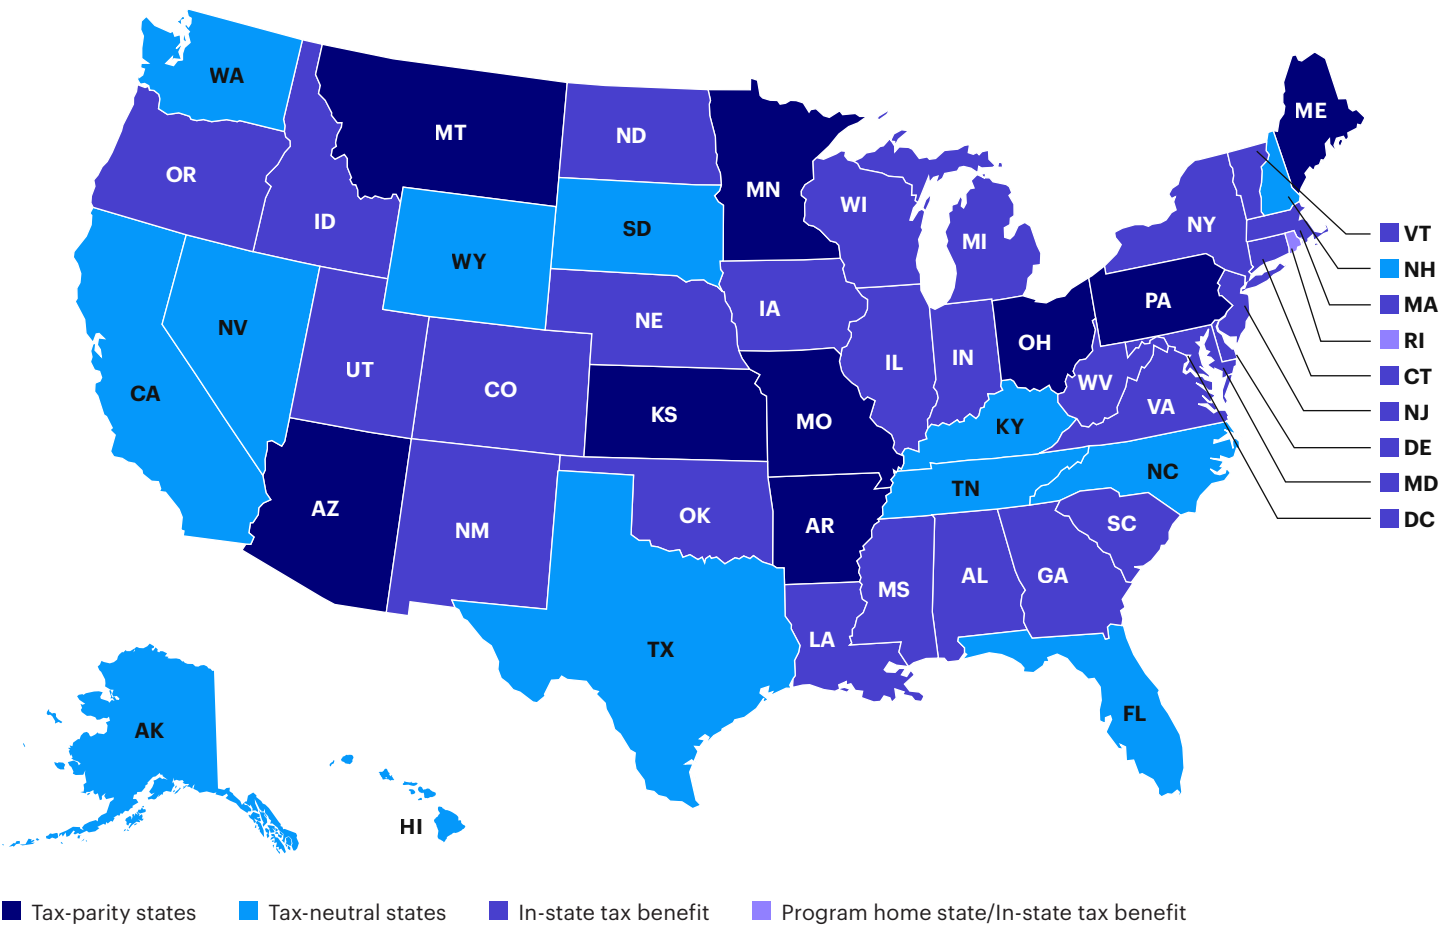 WA
ME
MT
ND
OR
MN
WI
ID
NY
SD
MI
VT
WY
NH
PA
MA
IA
NE
NV
RI
OH
IN
IL
UT
CT
WV
CO
CA
VA
NJ
KS
MO
KY
DE
NC
MD
TN
AZ
OK
DC
AR
SC
NM
AL
GA
MS
LA
TX
FL
AK
HI
Tax-parity states
Tax-neutral states
In-state tax benefit
Program home state/In-state tax benefit